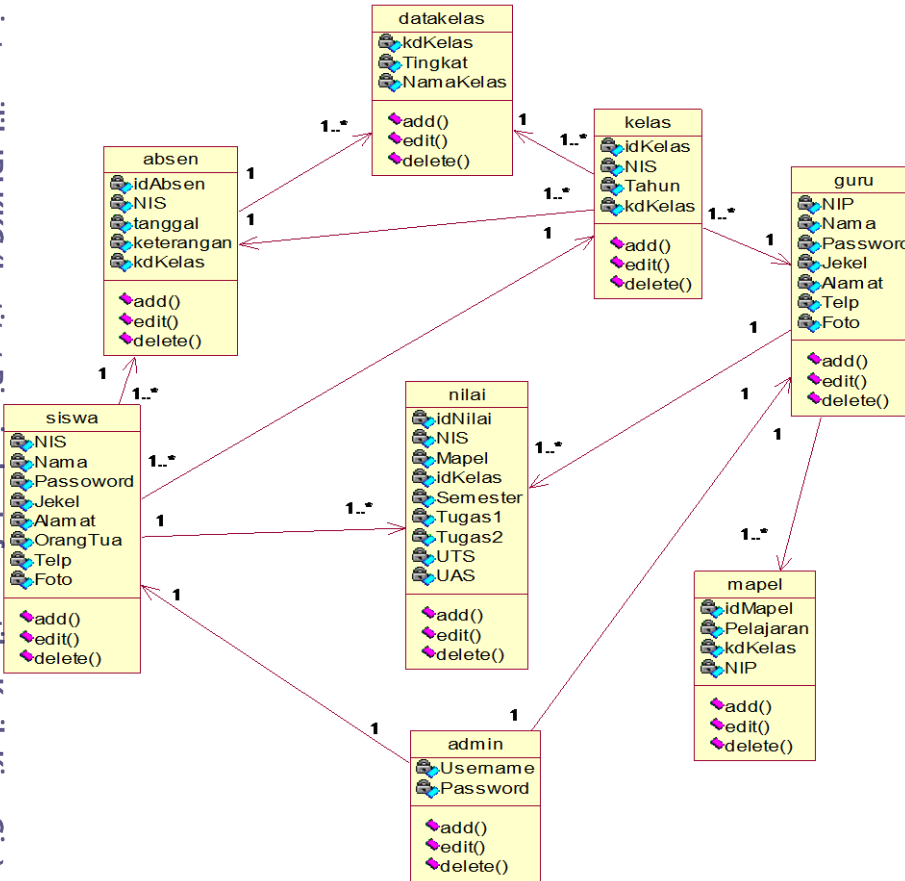 datakelas
kdKelas
Tingkat
NamaKelas
add()
edit()
delete()
absen
idAbsen
NIS
tanggal
keterangan
kdKelas
add()
edit()
delete()
kelas
idKelas
NIS
Tahun
kdKelas
add()
edit()
delete()
guru
NIP
Nama
Password
Jekel
Alamat
Telp
Foto
add()
edit()
delete()
siswa
NIS
Nama
Passoword
Jekel
Alamat
OrangTua
Telp
Foto
add()
edit()
delete()
nilai
idNilai
NIS
Mapel
idKelas
Semester
Tugas1
Tugas2
UTS
UAS
add()
edit()
delete()
mapel
idMapel
Pelajaran
kdKelas
NIP
add()
edit()
delete()
admin
Username
Password
add()
edit()
delete()
1
1..*
1
1..*
1
1..*
1
1..*
1
1..*
1..*
1
1
1..*
1
1..*
1
1..*
1
1
1
1